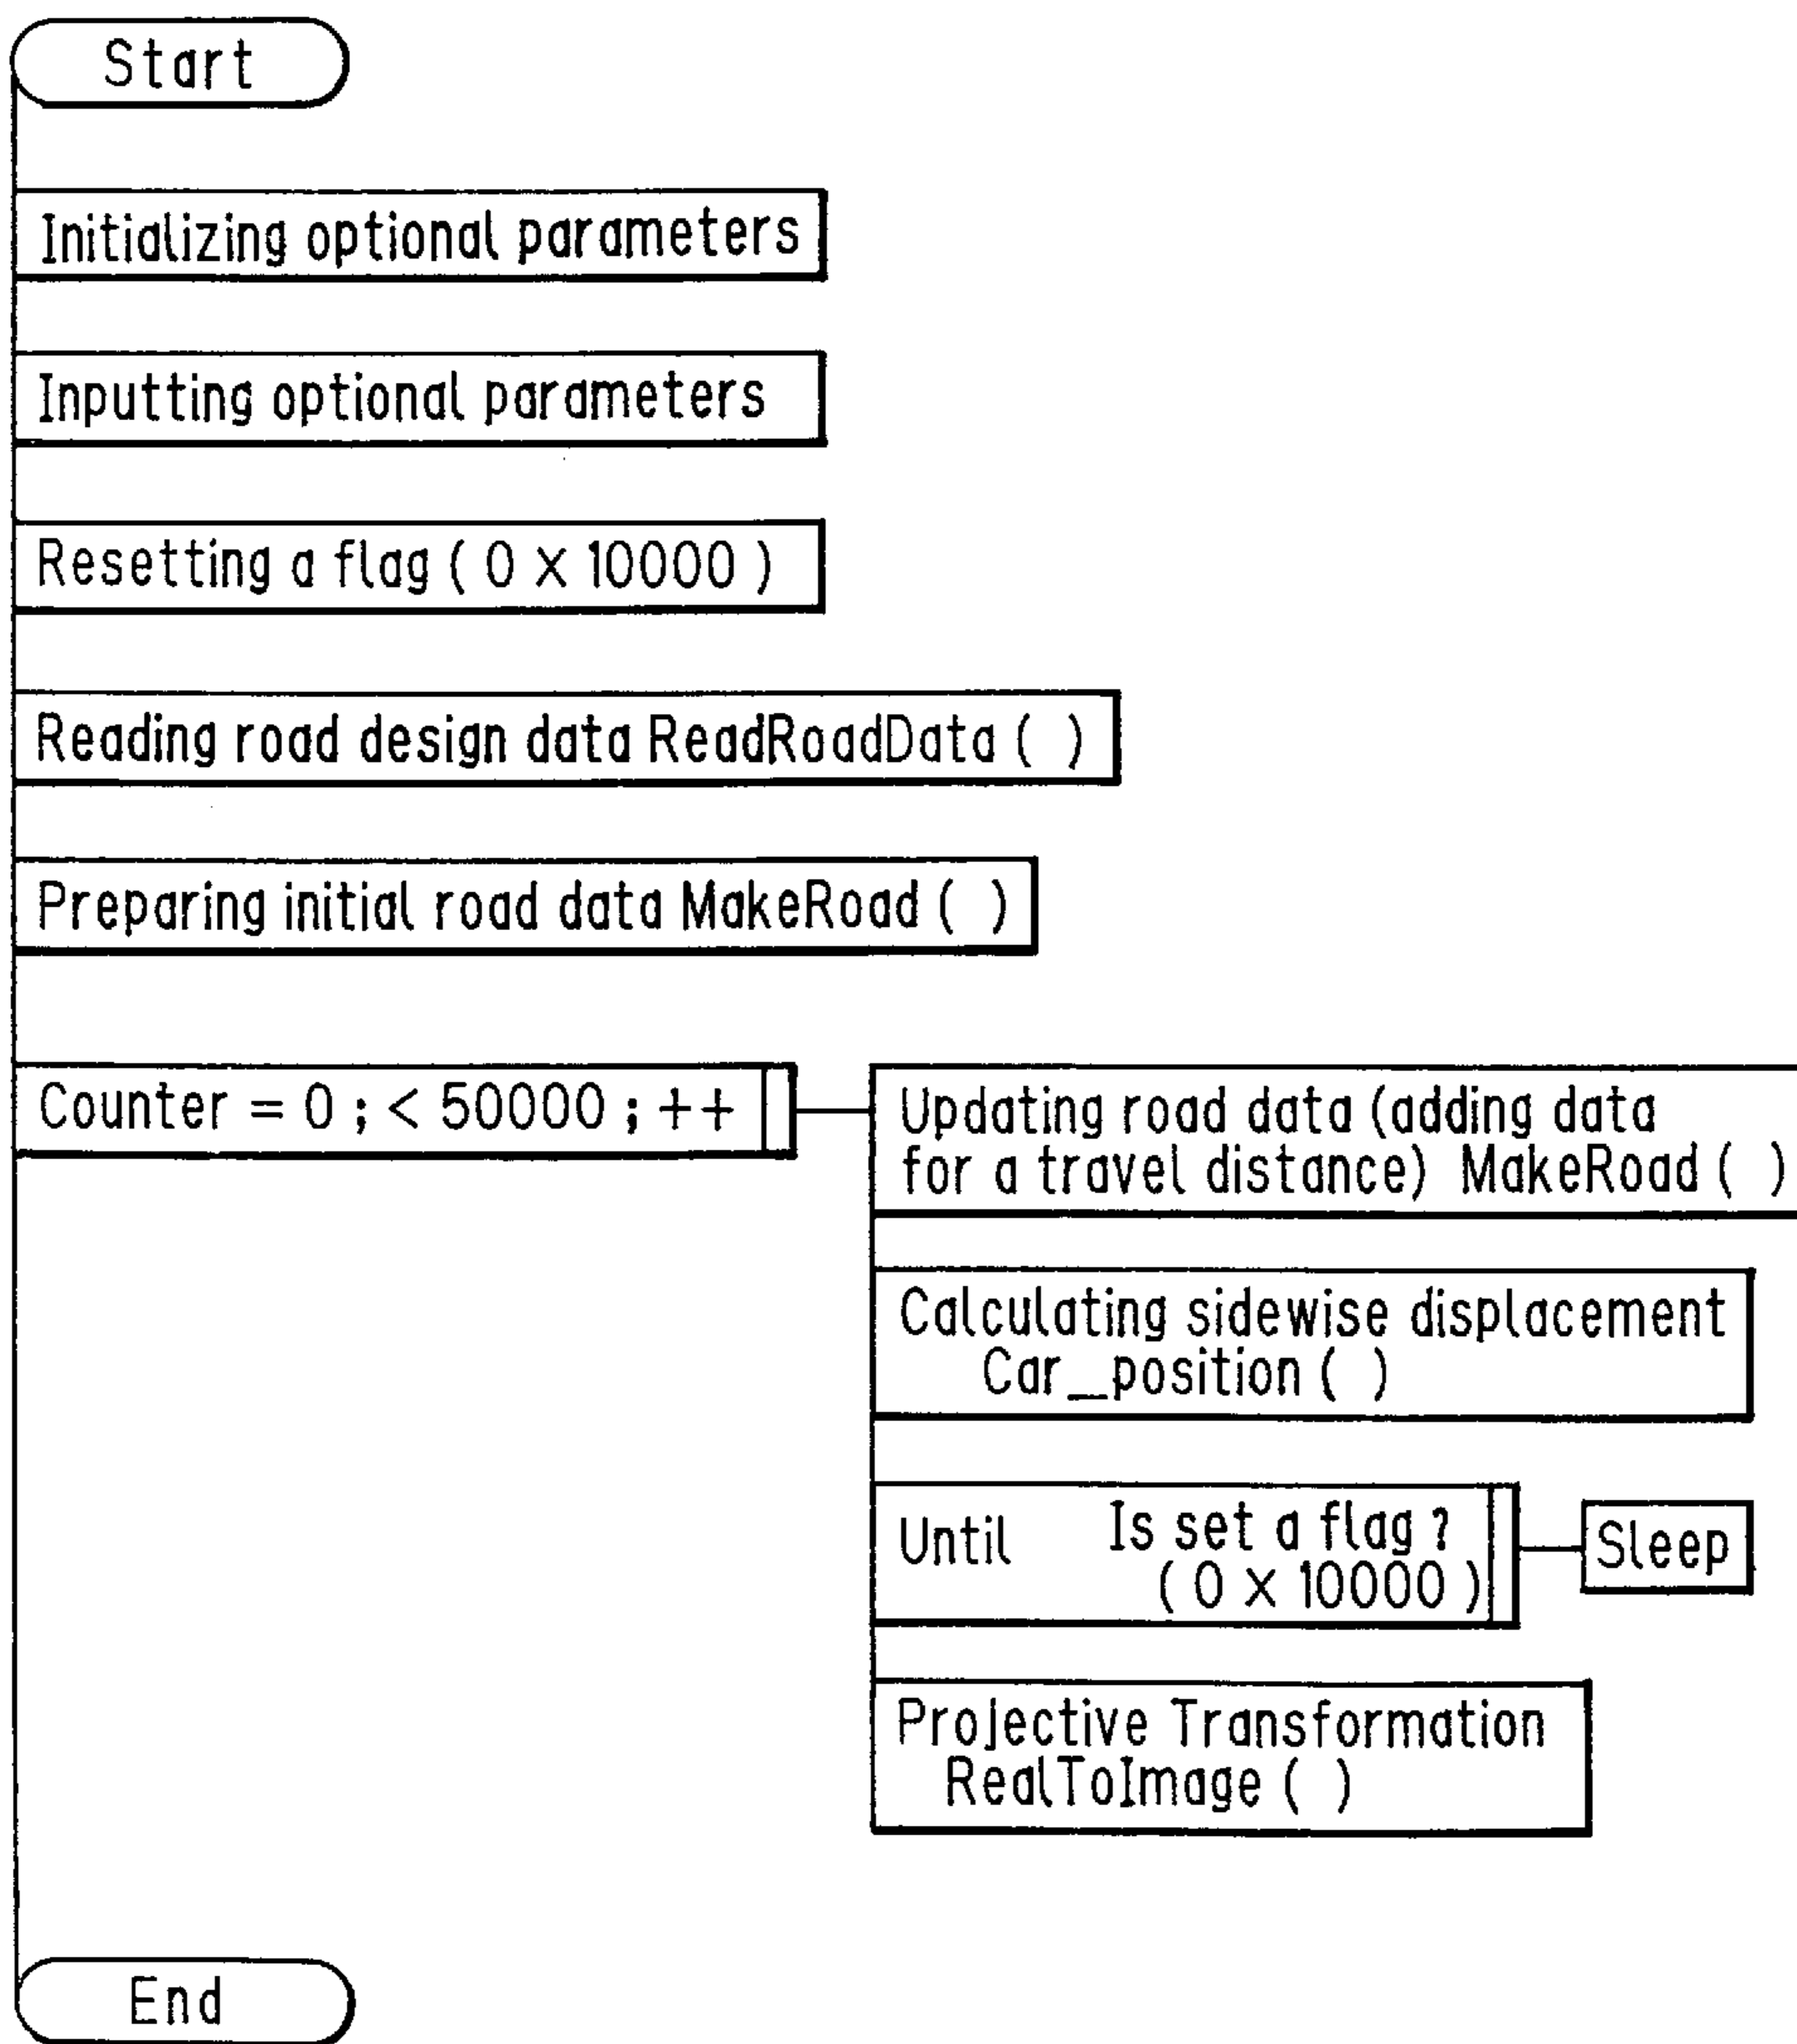 Start
Initializing optional parameters
Inputting optional parameters
Resetting a flag ( 0 × 10000 )
Reading road design data ReadRoadData ( )
Preparing initial road data MakeRoad ( )
Counter = 0 ; < 50000 ; ++
Updating road data (adding data
for a travel distance) MakeRoad ( )
Calculating sidewise displacement
Car_position ( )
Until Is set a flag ?
( 0 × 10000 )
Sleep
Projective Transformation
RealToImage ( )
End